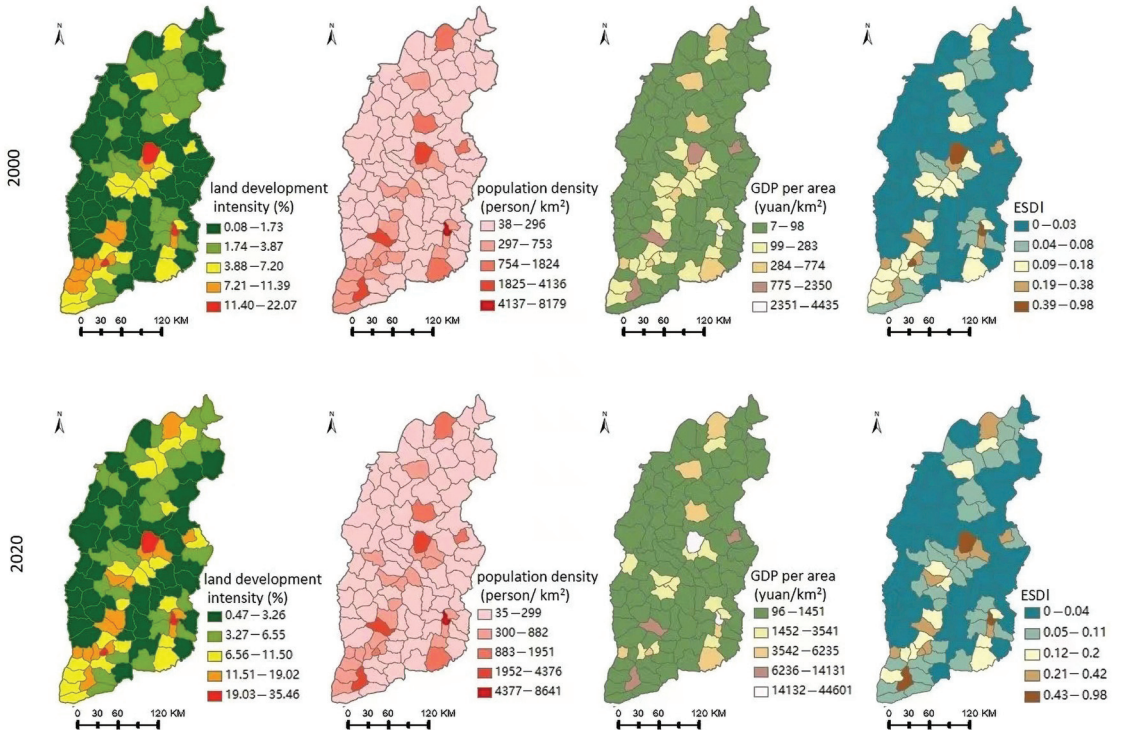 2000
N
land development
intensity (%)
0.08—1.73
1.74—3.87
3.88—7.20
7.21—11.39
11.40—22.07
0 30 60 120 KM
N
population density
(person/ km²)
38—296
297—753
754—1824
1825—4136
4137—8179
0 30 60 120 KM
N
GDP per area
(yuan/km²)
7—98
99—283
284—774
775—2350
2351—4435
0 30 60 120 KM
N
ESDI
0—0.03
0.04—0.08
0.09—0.18
0.19—0.38
0.39—0.98
0 30 60 120 KM
2020
N
land development
intensity (%)
0.47—3.26
3.27—6.55
6.56—11.50
11.51—19.02
19.03—35.46
0 30 60 120 KM
N
population density
(person/ km²)
35—299
300—882
883—1951
1952—4376
4377—8641
0 30 60 120 KM
N
GDP per area
(yuan/km²)
96—1451
1452—3541
3542—6235
6236—14131
14132—44601
0 30 60 120 KM
N
ESDI
0—0.04
0.05—0.11
0.12—0.2
0.21—0.42
0.43—0.98
0 30 60 120 KM